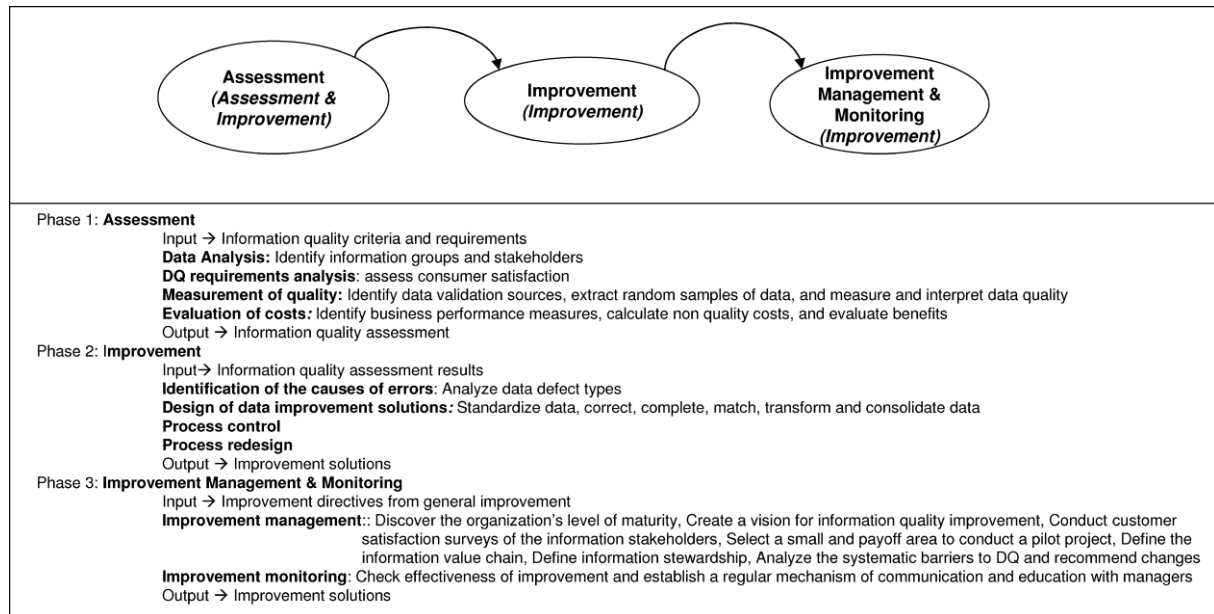 Assessment
(Assessment &
Improvement)
Improvement
(Improvement)
Improvement
Management &
Monitoring
(Improvement)
Phase 1: Assessment
Input → Information quality criteria and requirements
Data Analysis: Identify information groups and stakeholders
DQ requirements analysis: assess consumer satisfaction
Measurement of quality: Identify data validation sources, extract random samples of data, and measure and interpret data quality
Evaluation of costs: Identify business performance measures, calculate non quality costs, and evaluate benefits
Output → Information quality assessment
Phase 2: Improvement
Input→ Information quality assessment results
Identification of the causes of errors: Analyze data defect types
Design of data improvement solutions: Standardize data, correct, complete, match, transform and consolidate data
Process control
Process redesign
Output → Improvement solutions
Phase 3: Improvement Management & Monitoring
Input → Improvement directives from general improvement
Improvement management:: Discover the organization's level of maturity, Create a vision for information quality improvement, Conduct customer
satisfaction surveys of the information stakeholders, Select a small and payoff area to conduct a pilot project, Define the
information value chain, Define information stewardship, Analyze the systematic barriers to DQ and recommend changes
Improvement monitoring: Check effectiveness of improvement and establish a regular mechanism of communication and education with managers
Output → Improvement solutions